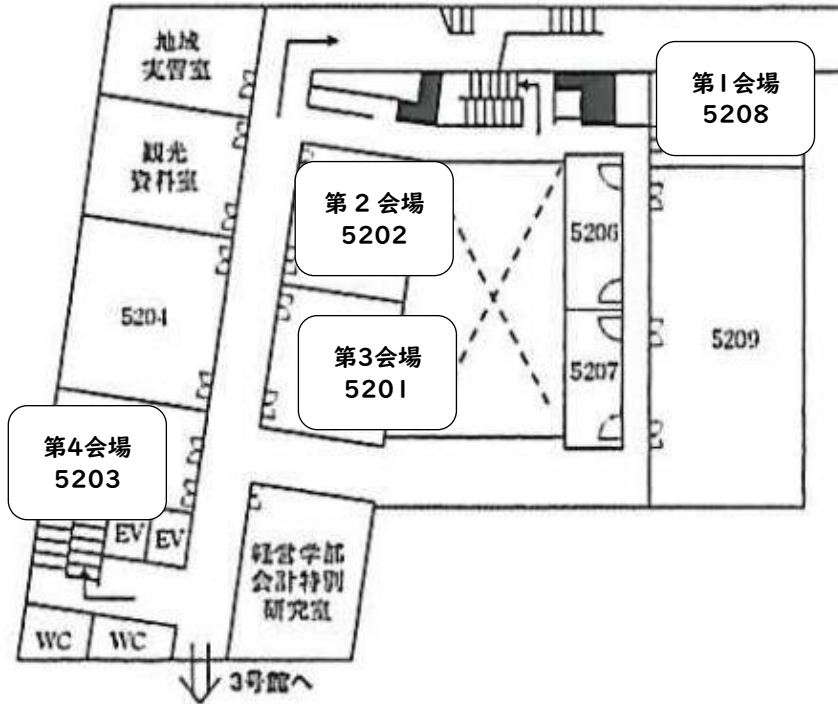 地域
実習室
第1会場
5208
観光
資料室
第2会場
5202
5206
5204
第3会場
5201
5207
5209
第4会場
5203
EV
EV
経営学部
会計特別
研究室
WC
WC
3号館へ